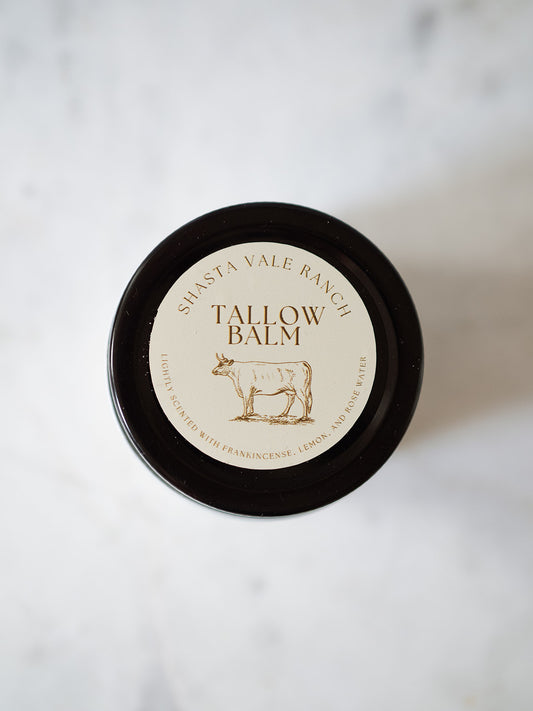 SHASTA VALE RANCH
TALLOW
BALM
LIGHTLY SCENTED WITH FRANKINCENSE, LEMON, AND ROSE WATER